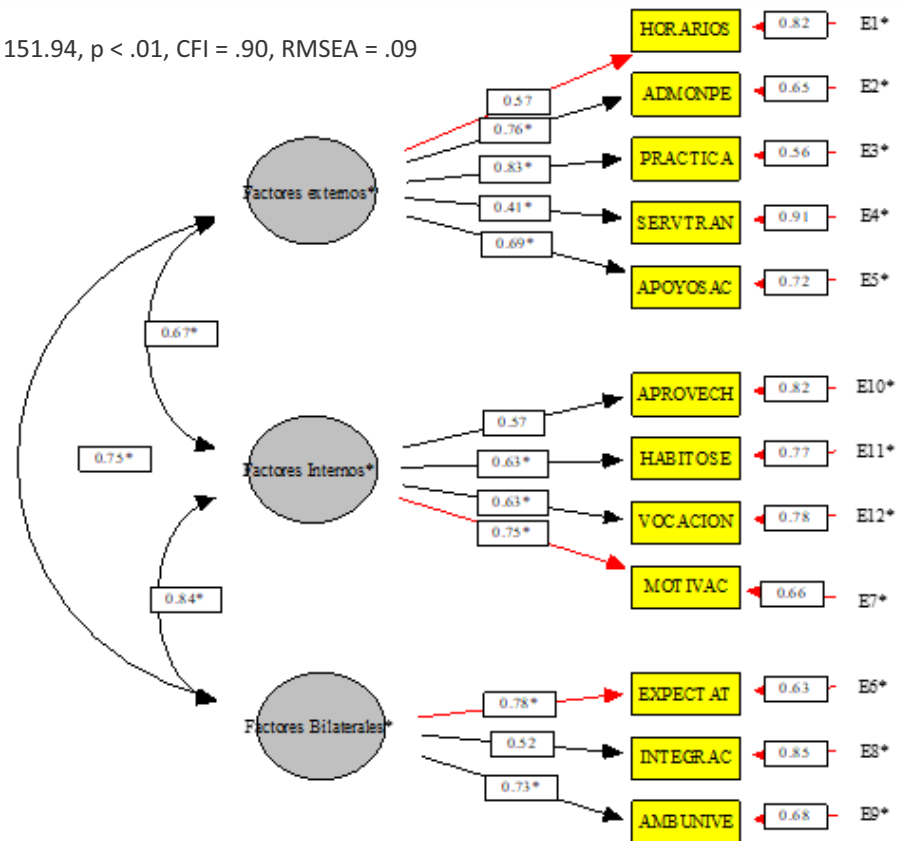 151.94, p < .01, CFI = .90, RMSEA = .09
HORARIOS
0.82
E1*
0.57
ADMONPE
0.65
E2*
0.76*
PRACTICA
0.56
E3*
0.83*
Factores externos*
0.41*
SERVTRAN
0.91
E4*
0.69*
APOYOSAC
0.72
E5*
0.67*
APROVECH
0.82
E10*
0.57
0.75*
Factores Internos*
0.63*
HABITOSE
0.77
E11*
0.63*
VOCACION
0.78
E12*
0.75*
MOTIVAC
0.66
E7*
0.84*
EXPECTAT
0.63
E6*
0.78*
Factores Bilaterales*
0.52
INTEGRAC
0.85
E8*
0.73*
AMBUNIVE
0.68
E9*